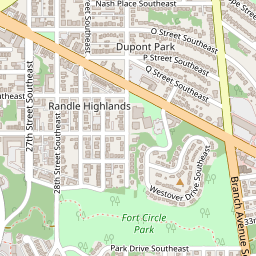 Nash Place Southeast
O Street Southeast
Dupont Park
P Street Southeast
Q Street Southeast
Southeast
Randle Highlands
27th Street Southeast
28th Street Southeast
Westover Drive Southeast
Branch Avenue S
Fort Circle
Park
Park Drive Southeast